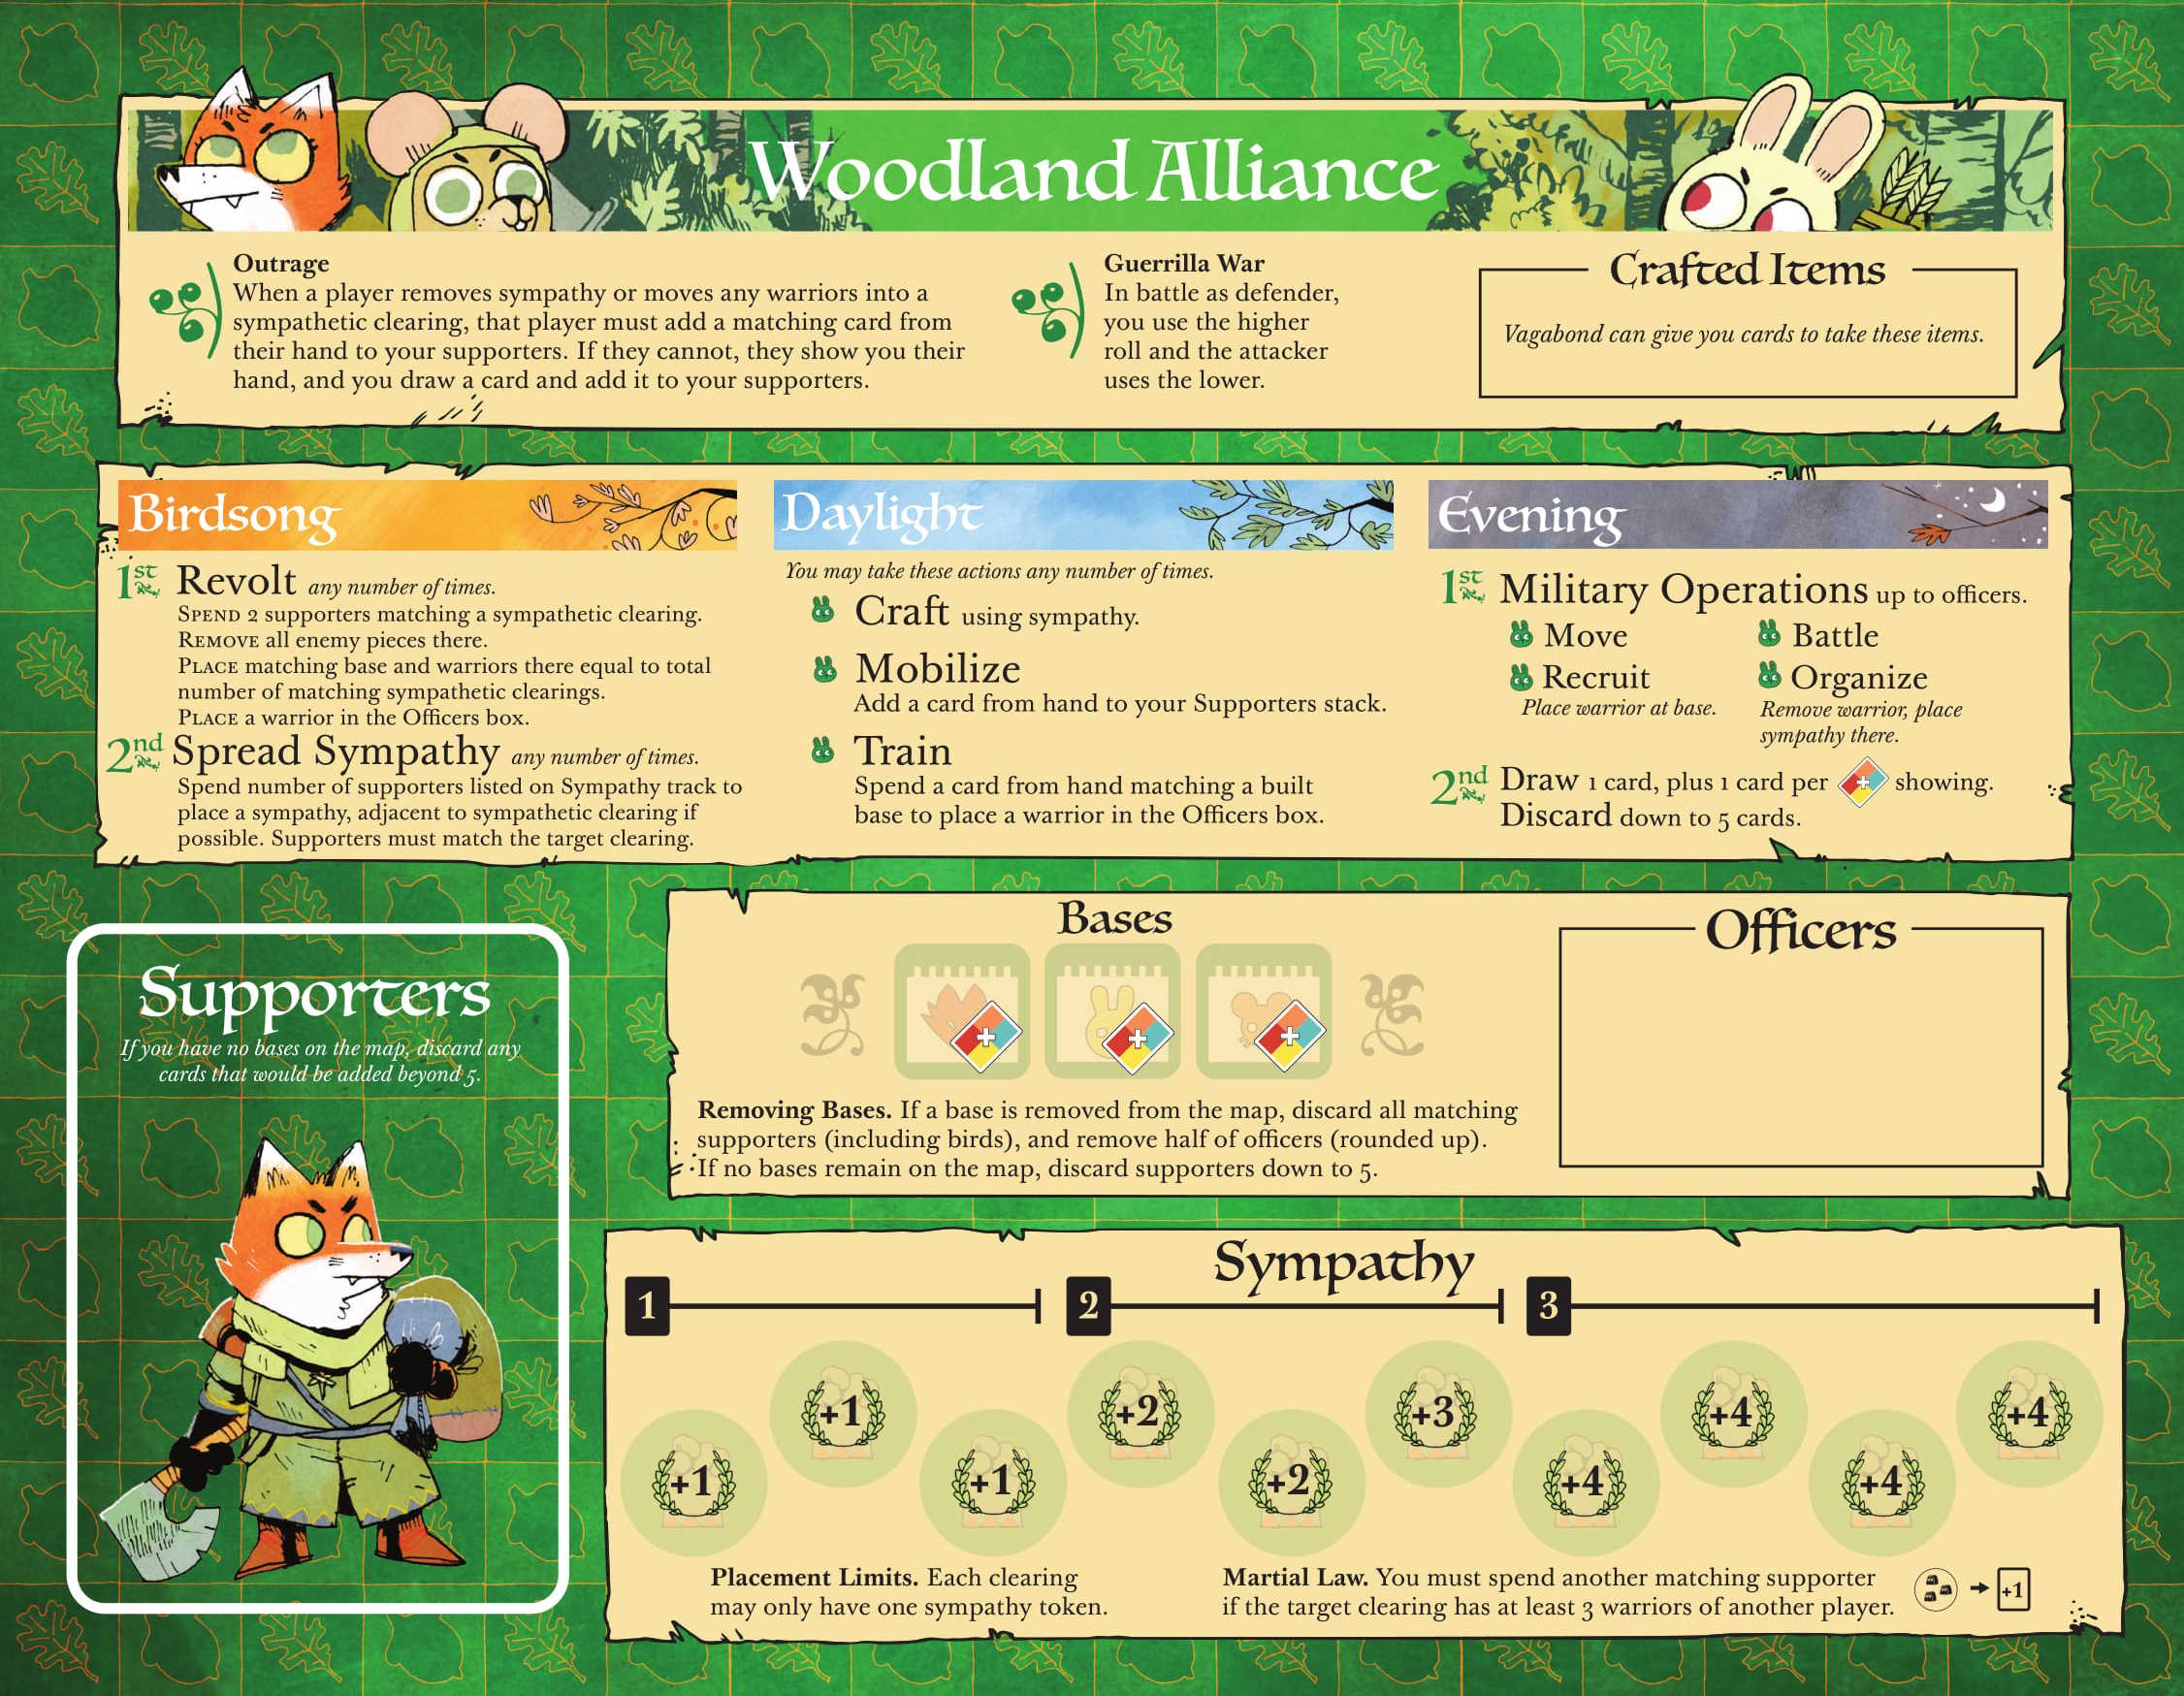 Woodland Alliance
Outrage
When a player removes sympathy or moves any warriors into a
sympathetic clearing, that player must add a matching card from
their hand to your supporters. If they cannot, they show you their
hand, and you draw a card and add it to your supporters.
Guerrilla War
In battle as defender,
you use the higher
roll and the attacker
uses the lower.
Crafted Items
Vagabond can give you cards to take these items.
Birdsong
1st Revolt any number of times.
SPEND 2 supporters matching a sympathetic clearing.
REMOVE all enemy pieces there.
PLACE matching base and warriors there equal to total
number of matching sympathetic clearings.
PLACE a warrior in the Officers box.
2nd Spread Sympathy any number of times.
Spend number of supporters listed on Sympathy track to
place a sympathy, adjacent to sympathetic clearing if
possible. Supporters must match the target clearing.
Daylight
You may take these actions any number of times.
Craft using sympathy.
Mobilize
Add a card from hand to your Supporters stack.
Train
Spend a card from hand matching a built
base to place a warrior in the Officers box.
Evening
1st Military Operations up to officers.
Move
Battle
Recruit
Place warrior at base.
Organize
Remove warrior, place
sympathy there.
2nd Draw 1 card, plus 1 card per + showing.
Discard down to 5 cards.
Supporters
If you have no bases on the map, discard any
cards that would be added beyond 5.
Bases
+ + +
Removing Bases. If a base is removed from the map, discard all matching
supporters (including birds), and remove half of officers (rounded up).
If no bases remain on the map, discard supporters down to 5.
Officers
Sympathy
1 2 3
+1 +1 +1 +2 +2 +3 +4 +4 +4 +4
Placement Limits. Each clearing
may only have one sympathy token.
Martial Law. You must spend another matching supporter
if the target clearing has at least 3 warriors of another player.
+1